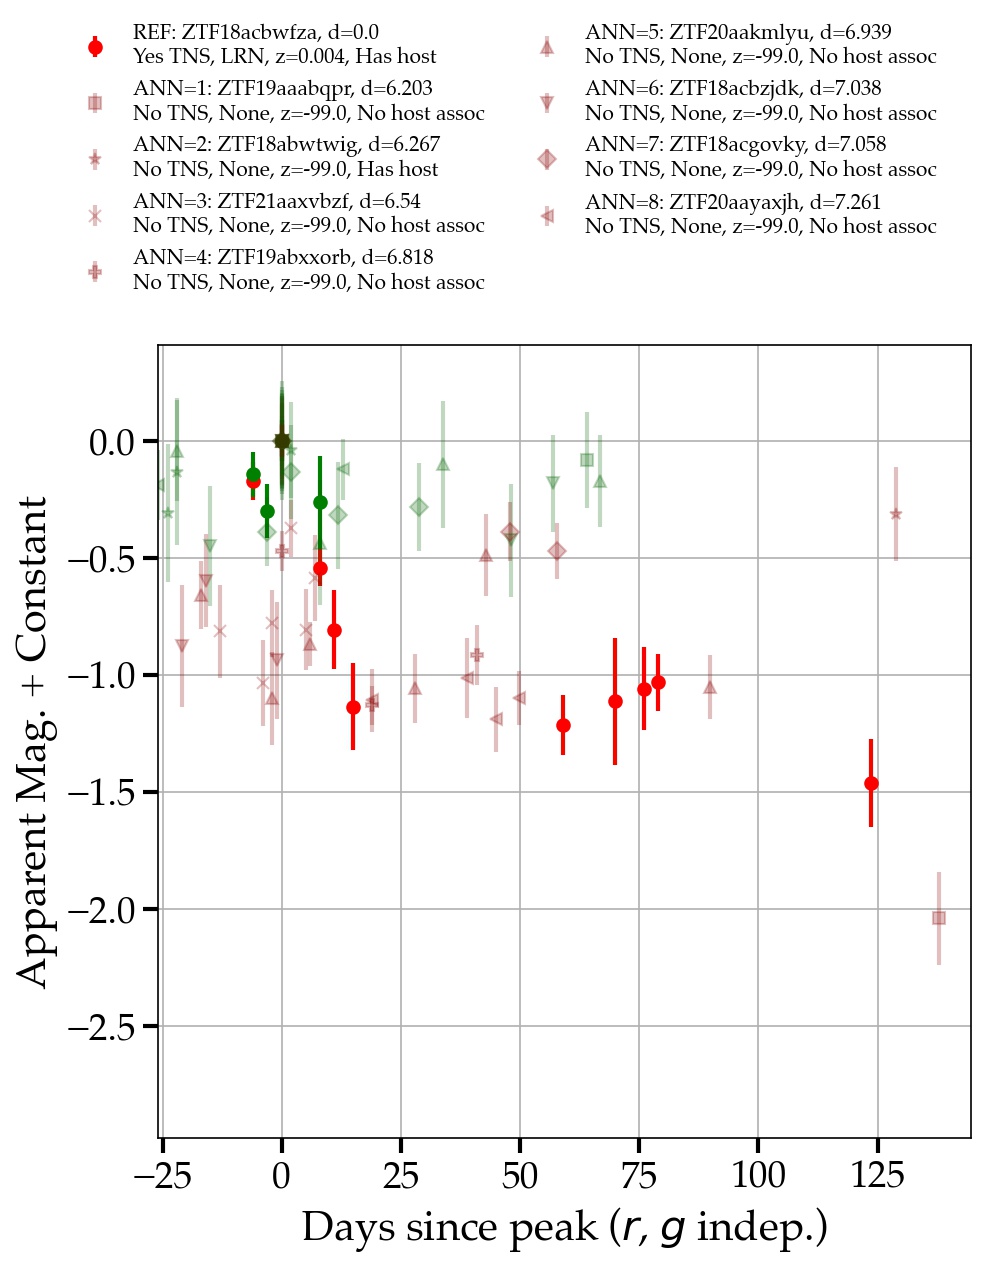 REF: ZTF18acbwfza, d=0.0
Yes TNS, LRN, z=0.004, Has host
ANN=1: ZTF19aaabqpr, d=6.203
No TNS, None, z=-99.0, No host assoc
ANN=2: ZTF18abwtwig, d=6.267
No TNS, None, z=-99.0, Has host
ANN=3: ZTF21aaxvbzf, d=6.54
No TNS, None, z=-99.0, No host assoc
ANN=4: ZTF19abxxorb, d=6.818
No TNS, None, z=-99.0, No host assoc
ANN=5: ZTF20aakmlyu, d=6.939
No TNS, None, z=-99.0, No host assoc
ANN=6: ZTF18acbzjdk, d=7.038
No TNS, None, z=-99.0, No host assoc
ANN=7: ZTF18acgovky, d=7.058
No TNS, None, z=-99.0, No host assoc
ANN=8: ZTF20aayaxjh, d=7.261
No TNS, None, z=-99.0, No host assoc
Apparent Mag. + Constant
0.0
−0.5
−1.0
−1.5
−2.0
−2.5
−25 0 25 50 75 100 125
Days since peak (r, g indep.)